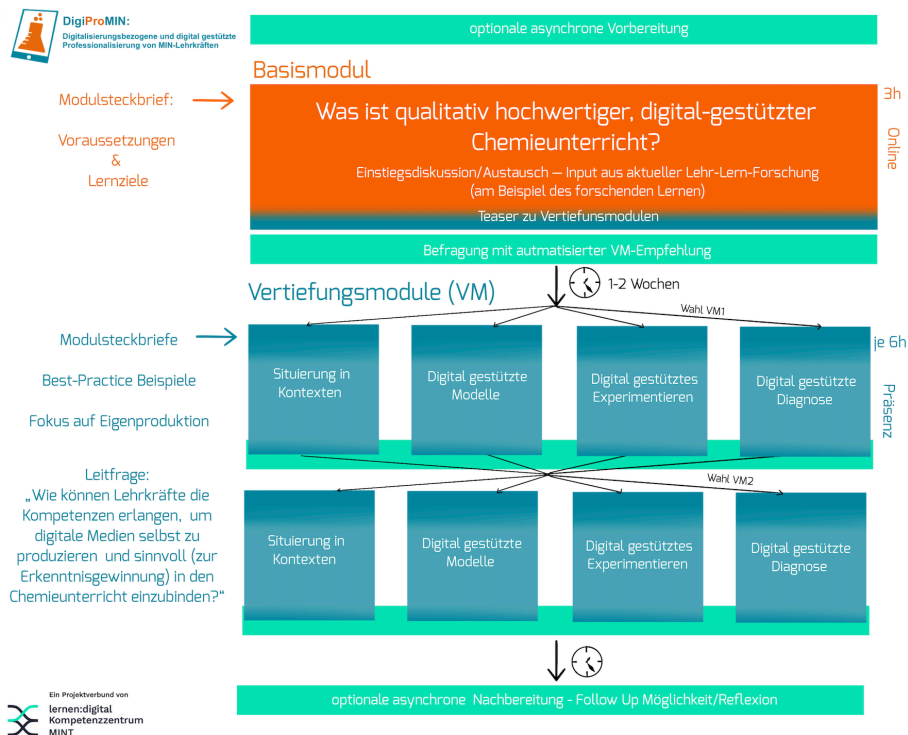 DigiProMIN:
Digitalisierungsbezogene und digital gestützte
Professionalisierung von MIN-Lehrkräften
optionale asynchrone Vorbereitung
Basismodul
Modulsteckbrief:
Voraussetzungen
&
Lernziele
Was ist qualitativ hochwertiger, digital-gestützter
Chemieunterricht?
Einstiegsdiskussion/Austausch – Input aus aktueller Lehr-Lern-Forschung
(am Beispiel des forschenden Lernen)
Teaser zu Vertiefunsmodulen
3h
Online
Befragung mit autmatisierter VM-Empfehlung
1-2 Wochen
Vertiefungsmodule (VM)
Wahl VM1
Modulsteckbriefe
Best-Practice Beispiele
Fokus auf Eigenproduktion
Situierung in
Kontexten
Digital gestützte
Modelle
Digital gestütztes
Experimentieren
Digital gestützte
Diagnose
je 6h
Präsenz
Wahl VM2
Leitfrage:
„Wie können Lehrkräfte die
Kompetenzen erlangen, um
digitale Medien selbst zu
produzieren und sinnvoll (zur
Erkenntnisgewinnung) in den
Chemieunterricht einzubinden?“
Situierung in
Kontexten
Digital gestützte
Modelle
Digital gestütztes
Experimentieren
Digital gestützte
Diagnose
optionale asynchrone Nachbereitung - Follow Up Möglichkeit/Reflexion
Ein Projektverbund von
lernen:digital
Kompetenzzentrum
MINT